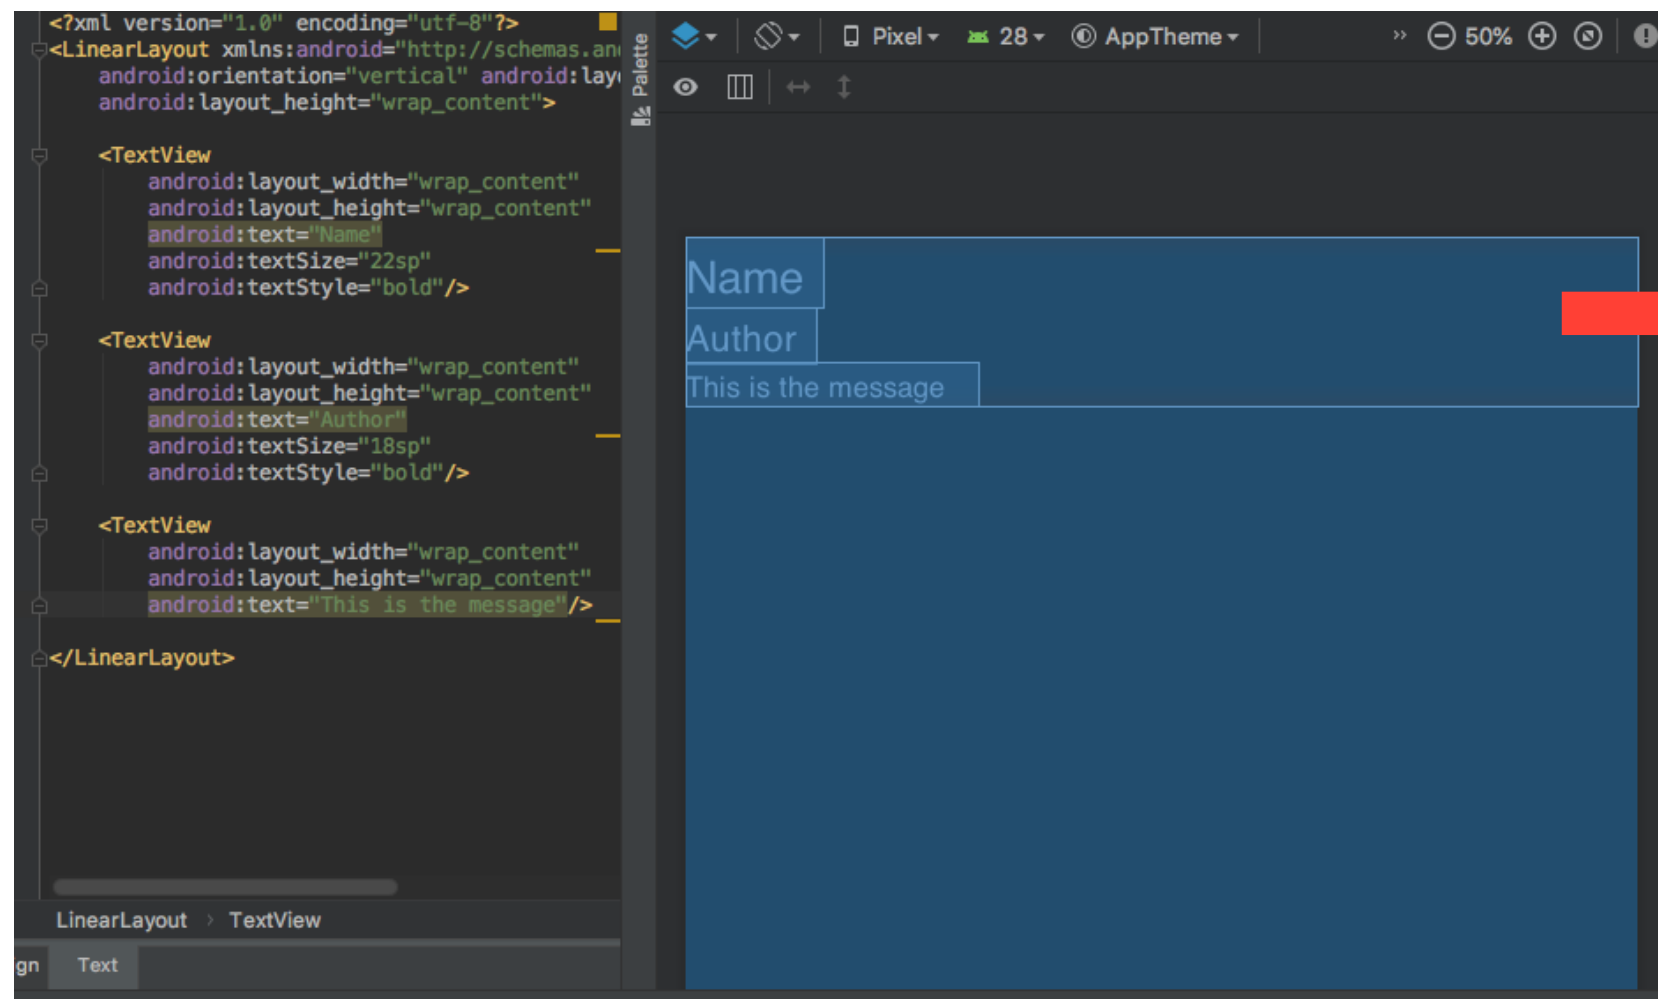 <?xml version="1.0" encoding="utf-8"?>
<LinearLayout xmlns:android="http://schemas.an
android:orientation="vertical" android:lay
android:layout_height="wrap_content">
<TextView
android:layout_width="wrap_content"
android:layout_height="wrap_content"
android:text="Name"
android:textSize="22sp"
android:textStyle="bold"/>
<TextView
android:layout_width="wrap_content"
android:layout_height="wrap_content"
android:text="Author"
android:textSize="18sp"
android:textStyle="bold"/>
<TextView
android:layout_width="wrap_content"
android:layout_height="wrap_content"
android:text="This is the message"/>
</LinearLayout>
LinearLayout > TextView
gn Text
Palette
Pixel 28 AppTheme >> 50%
Name
Author
This is the message